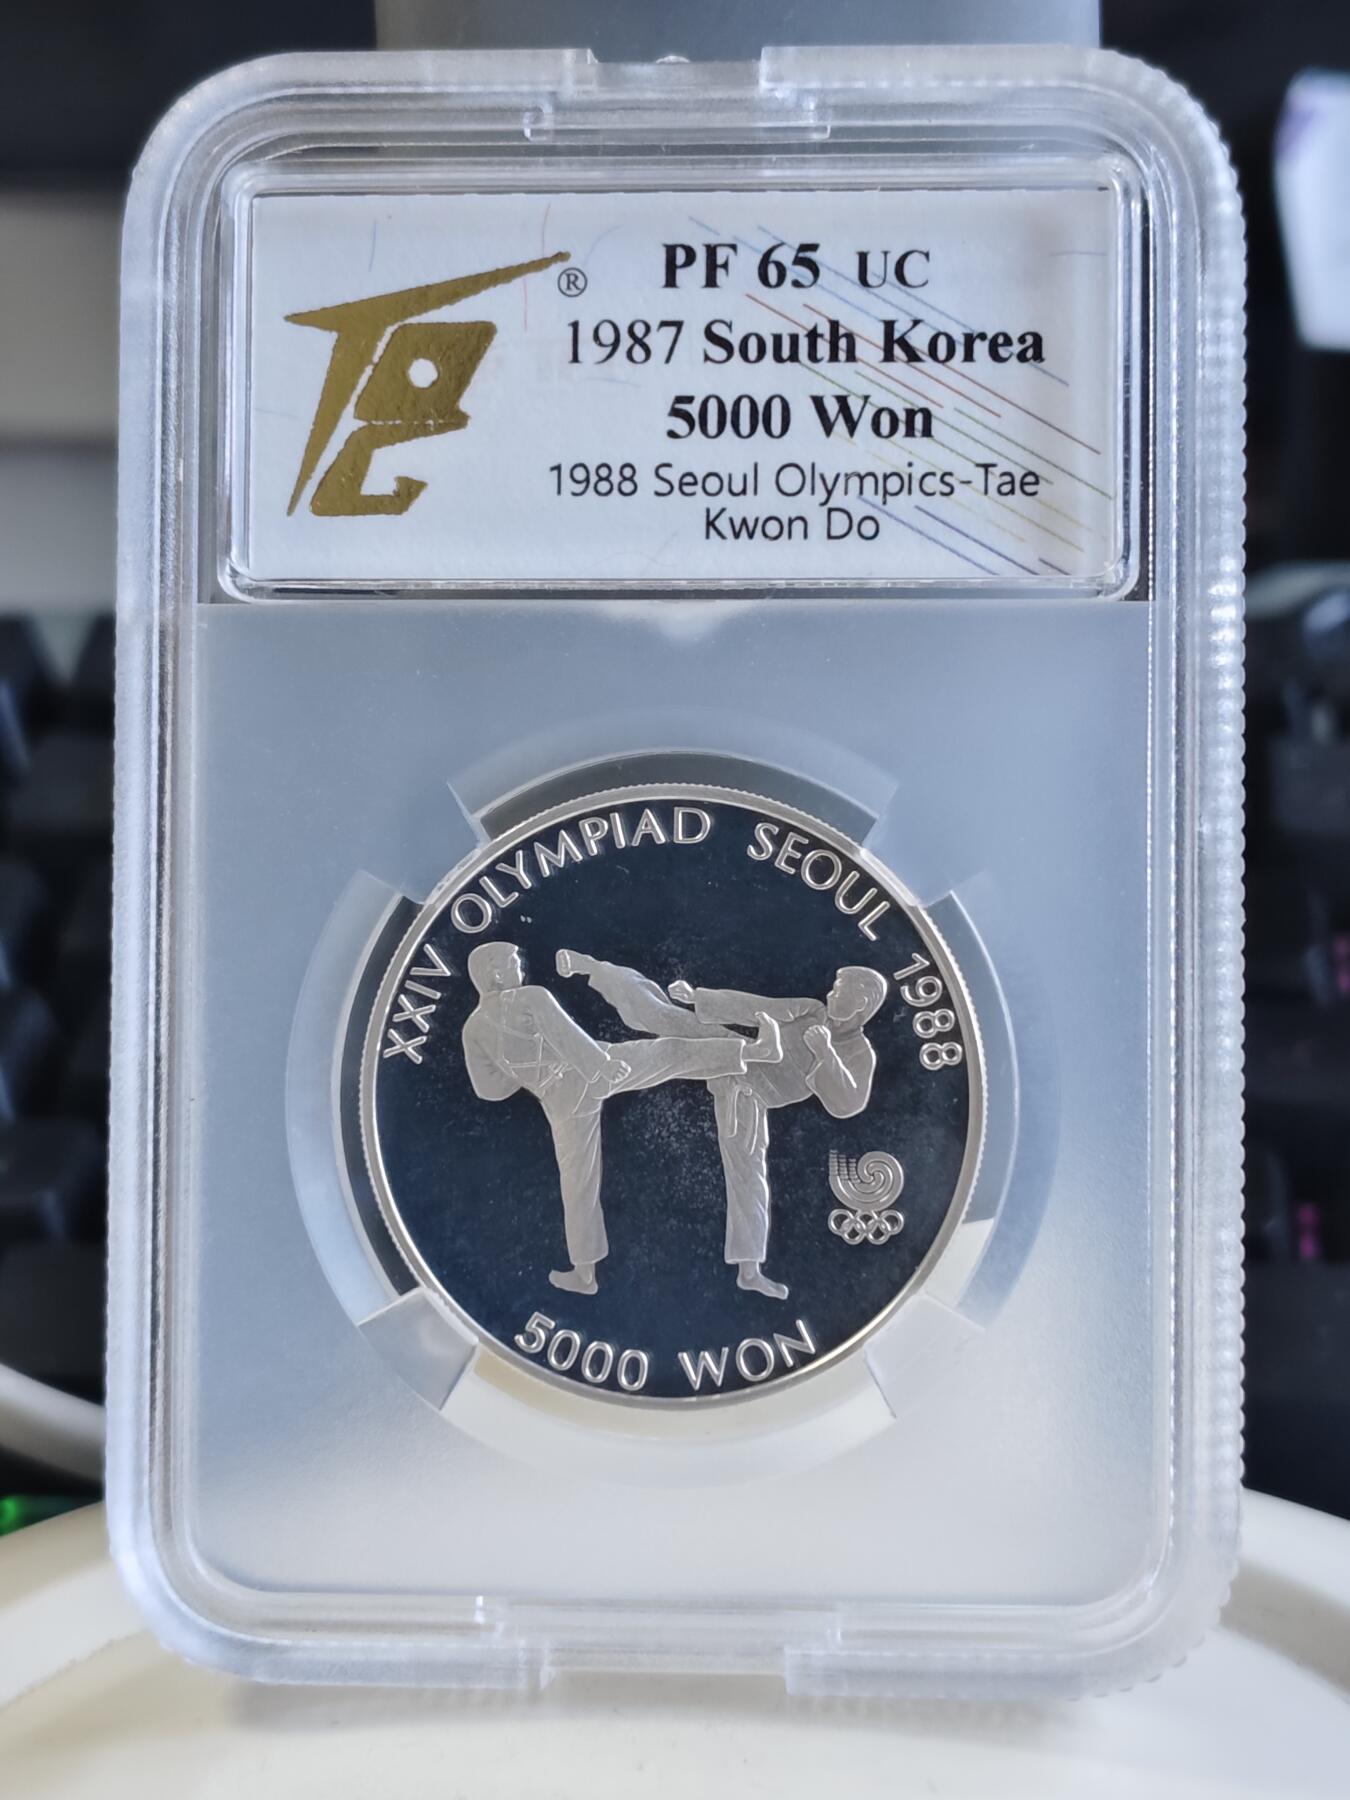 ®
PF 65 UC
1987 South Korea
5000 Won
1988 Seoul Olympics-Tae
Kwon Do
XXIV OLYMPIAD SEOUL 1988
5000 WON